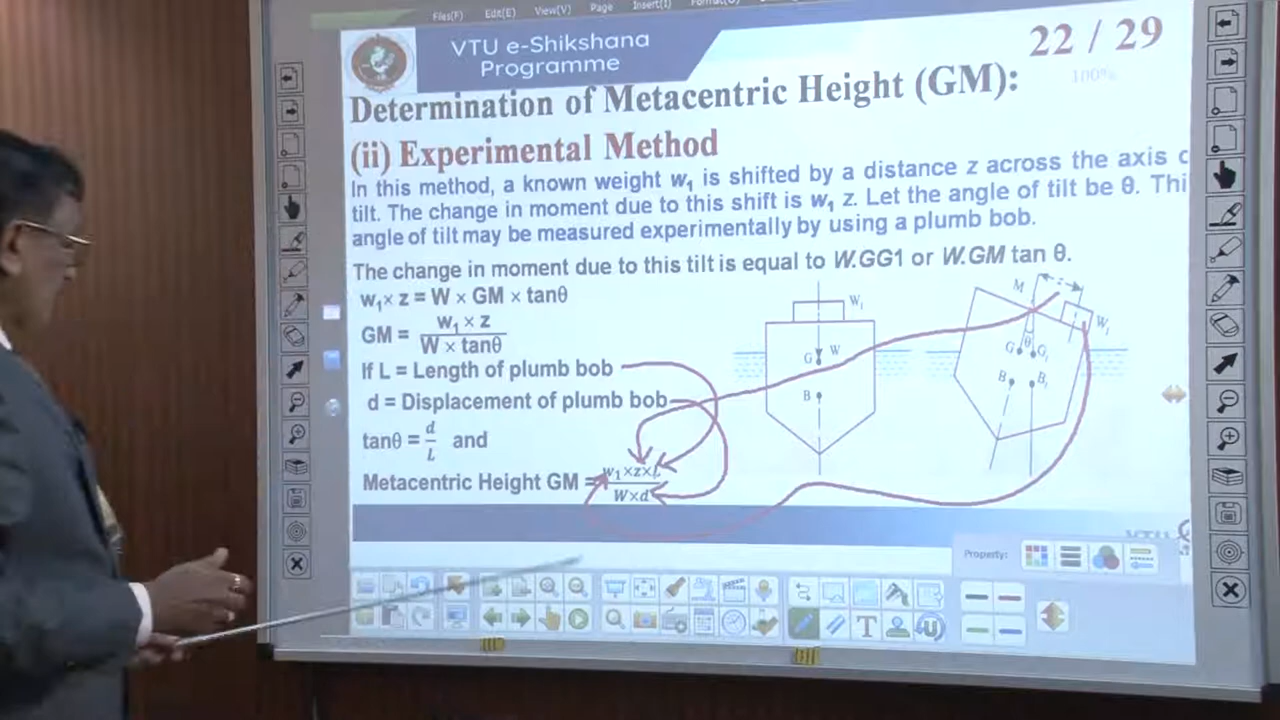 Files(F) Edit(E) View(V) Page Insert(I)
VTU e-Shikshana
Programme
22 / 29
100%
Determination of Metacentric Height (GM):
(ii) Experimental Method
In this method, a known weight w₁ is shifted by a distance z across the axis o
tilt. The change in moment due to this shift is w₁ z. Let the angle of tilt be θ. Thi
angle of tilt may be measured experimentally by using a plumb bob.
The change in moment due to this tilt is equal to W.GG1 or W.GM tan θ.
w₁× z = W × GM × tanθ
GM = w₁ × z
W × tanθ
If L = Length of plumb bob
d = Displacement of plumb bob
tanθ = d
L and
Metacentric Height GM = w₁×z×L
W×d
W₁
G W
B
M
z
W₁
G θ G₁
B B₁
VTU
Property:
T